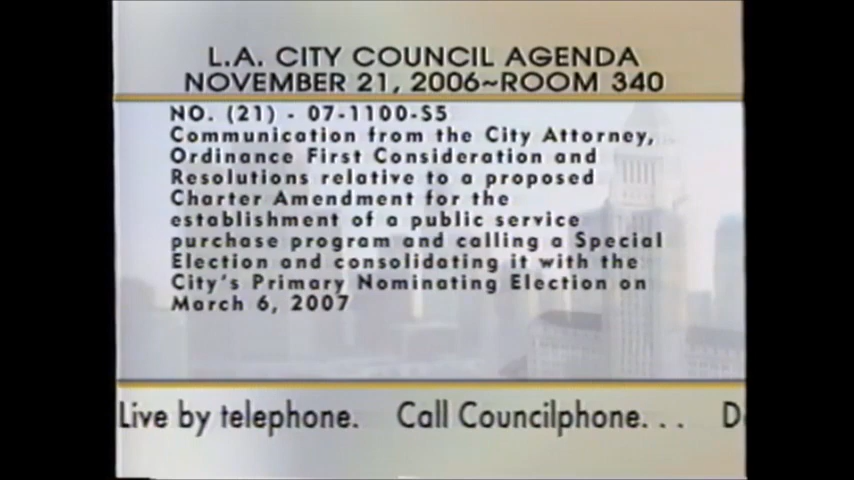 L.A. CITY COUNCIL AGENDA
NOVEMBER 21, 2006~ROOM 340
NO. (21) - 07-1100-S5
Communication from the City Attorney,
Ordinance First Consideration and
Resolutions relative to a proposed
Charter Amendment for the
establishment of a public service
purchase program and calling a Special
Election and consolidating it with the
City's Primary Nominating Election on
March 6, 2007
Live by telephone. Call Councilphone. . .